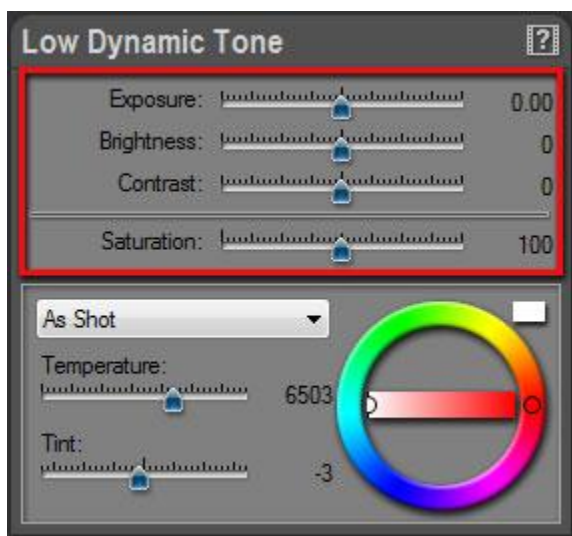 Low Dynamic Tone ?
Exposure: 0.00
Brightness: 0
Contrast: 0
Saturation: 100
As Shot
Temperature:
6503
Tint:
-3